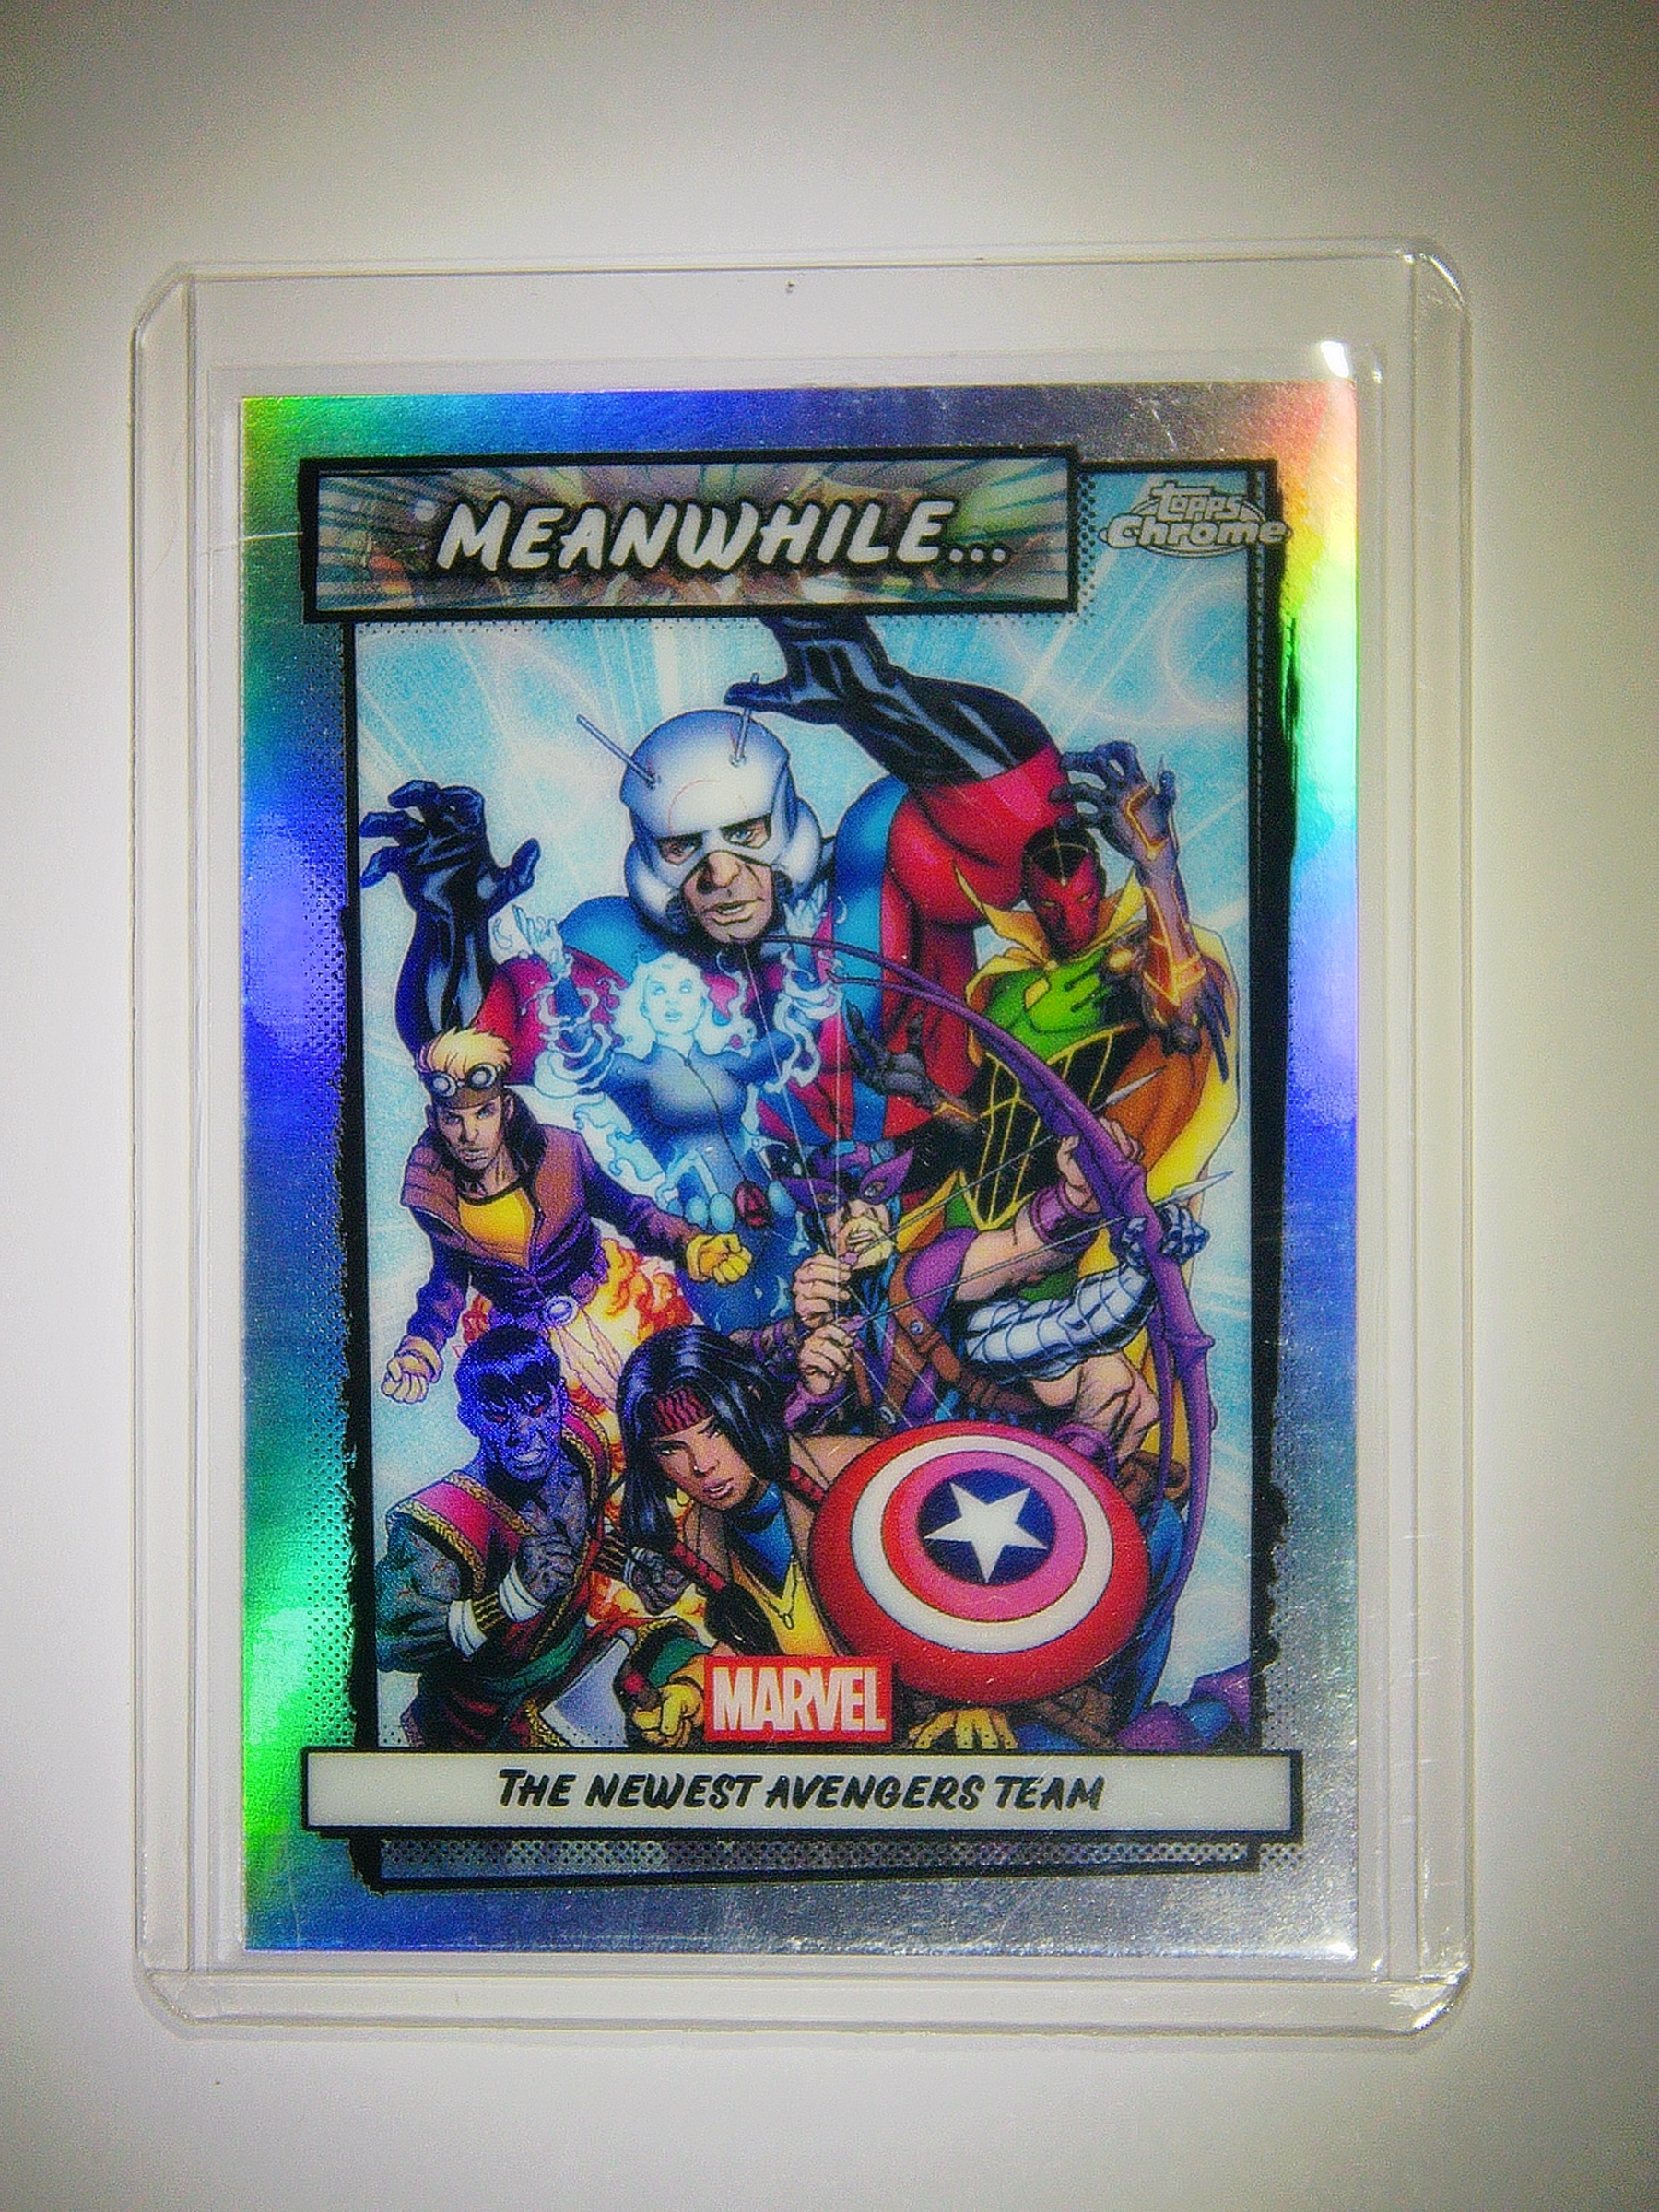 MEANWHILE...
Topps
Chrome
MARVEL
THE NEWEST AVENGERS TEAM